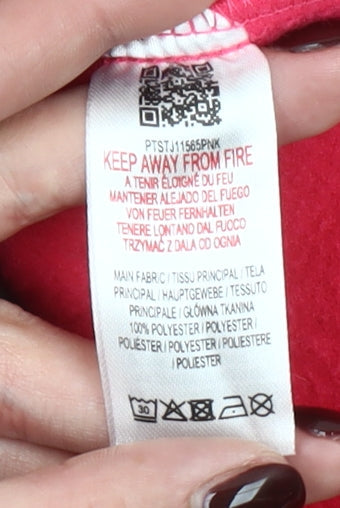 PTSTJ11565PNK
KEEP AWAY FROM FIRE
A TENIR ÉLOIGNÉ DU FEU
MANTENER ALEJADO DEL FUEGO
VON FEUER FERNHALTEN
TENERE LONTANO DAL FUOCO
TRZYMAĆ Z DALA OD OGNIA
MAIN FABRIC / TISSU PRINCIPAL / TELA
PRINCIPAL / HAUPTGEWEBE / TESSUTO
PRINCIPALE / GŁÓWNA TKANINA
100% POLYESTER / POLYESTER /
POLIÉSTER / POLYESTER / POLIESTERE
/ POLIESTER
30